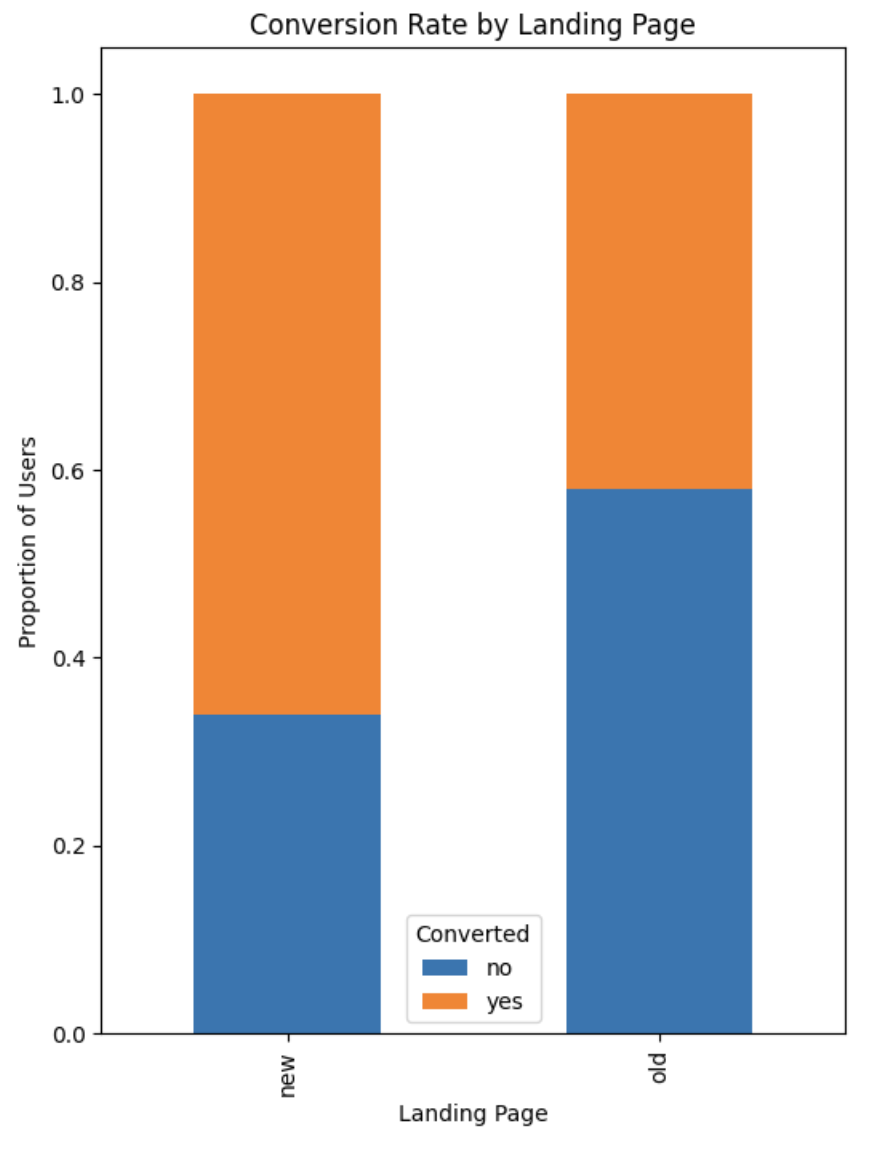 Conversion Rate by Landing Page
1.0
0.8
0.6
0.4
0.2
0.0
Proportion of Users
Converted
no
yes
new
old
Landing Page